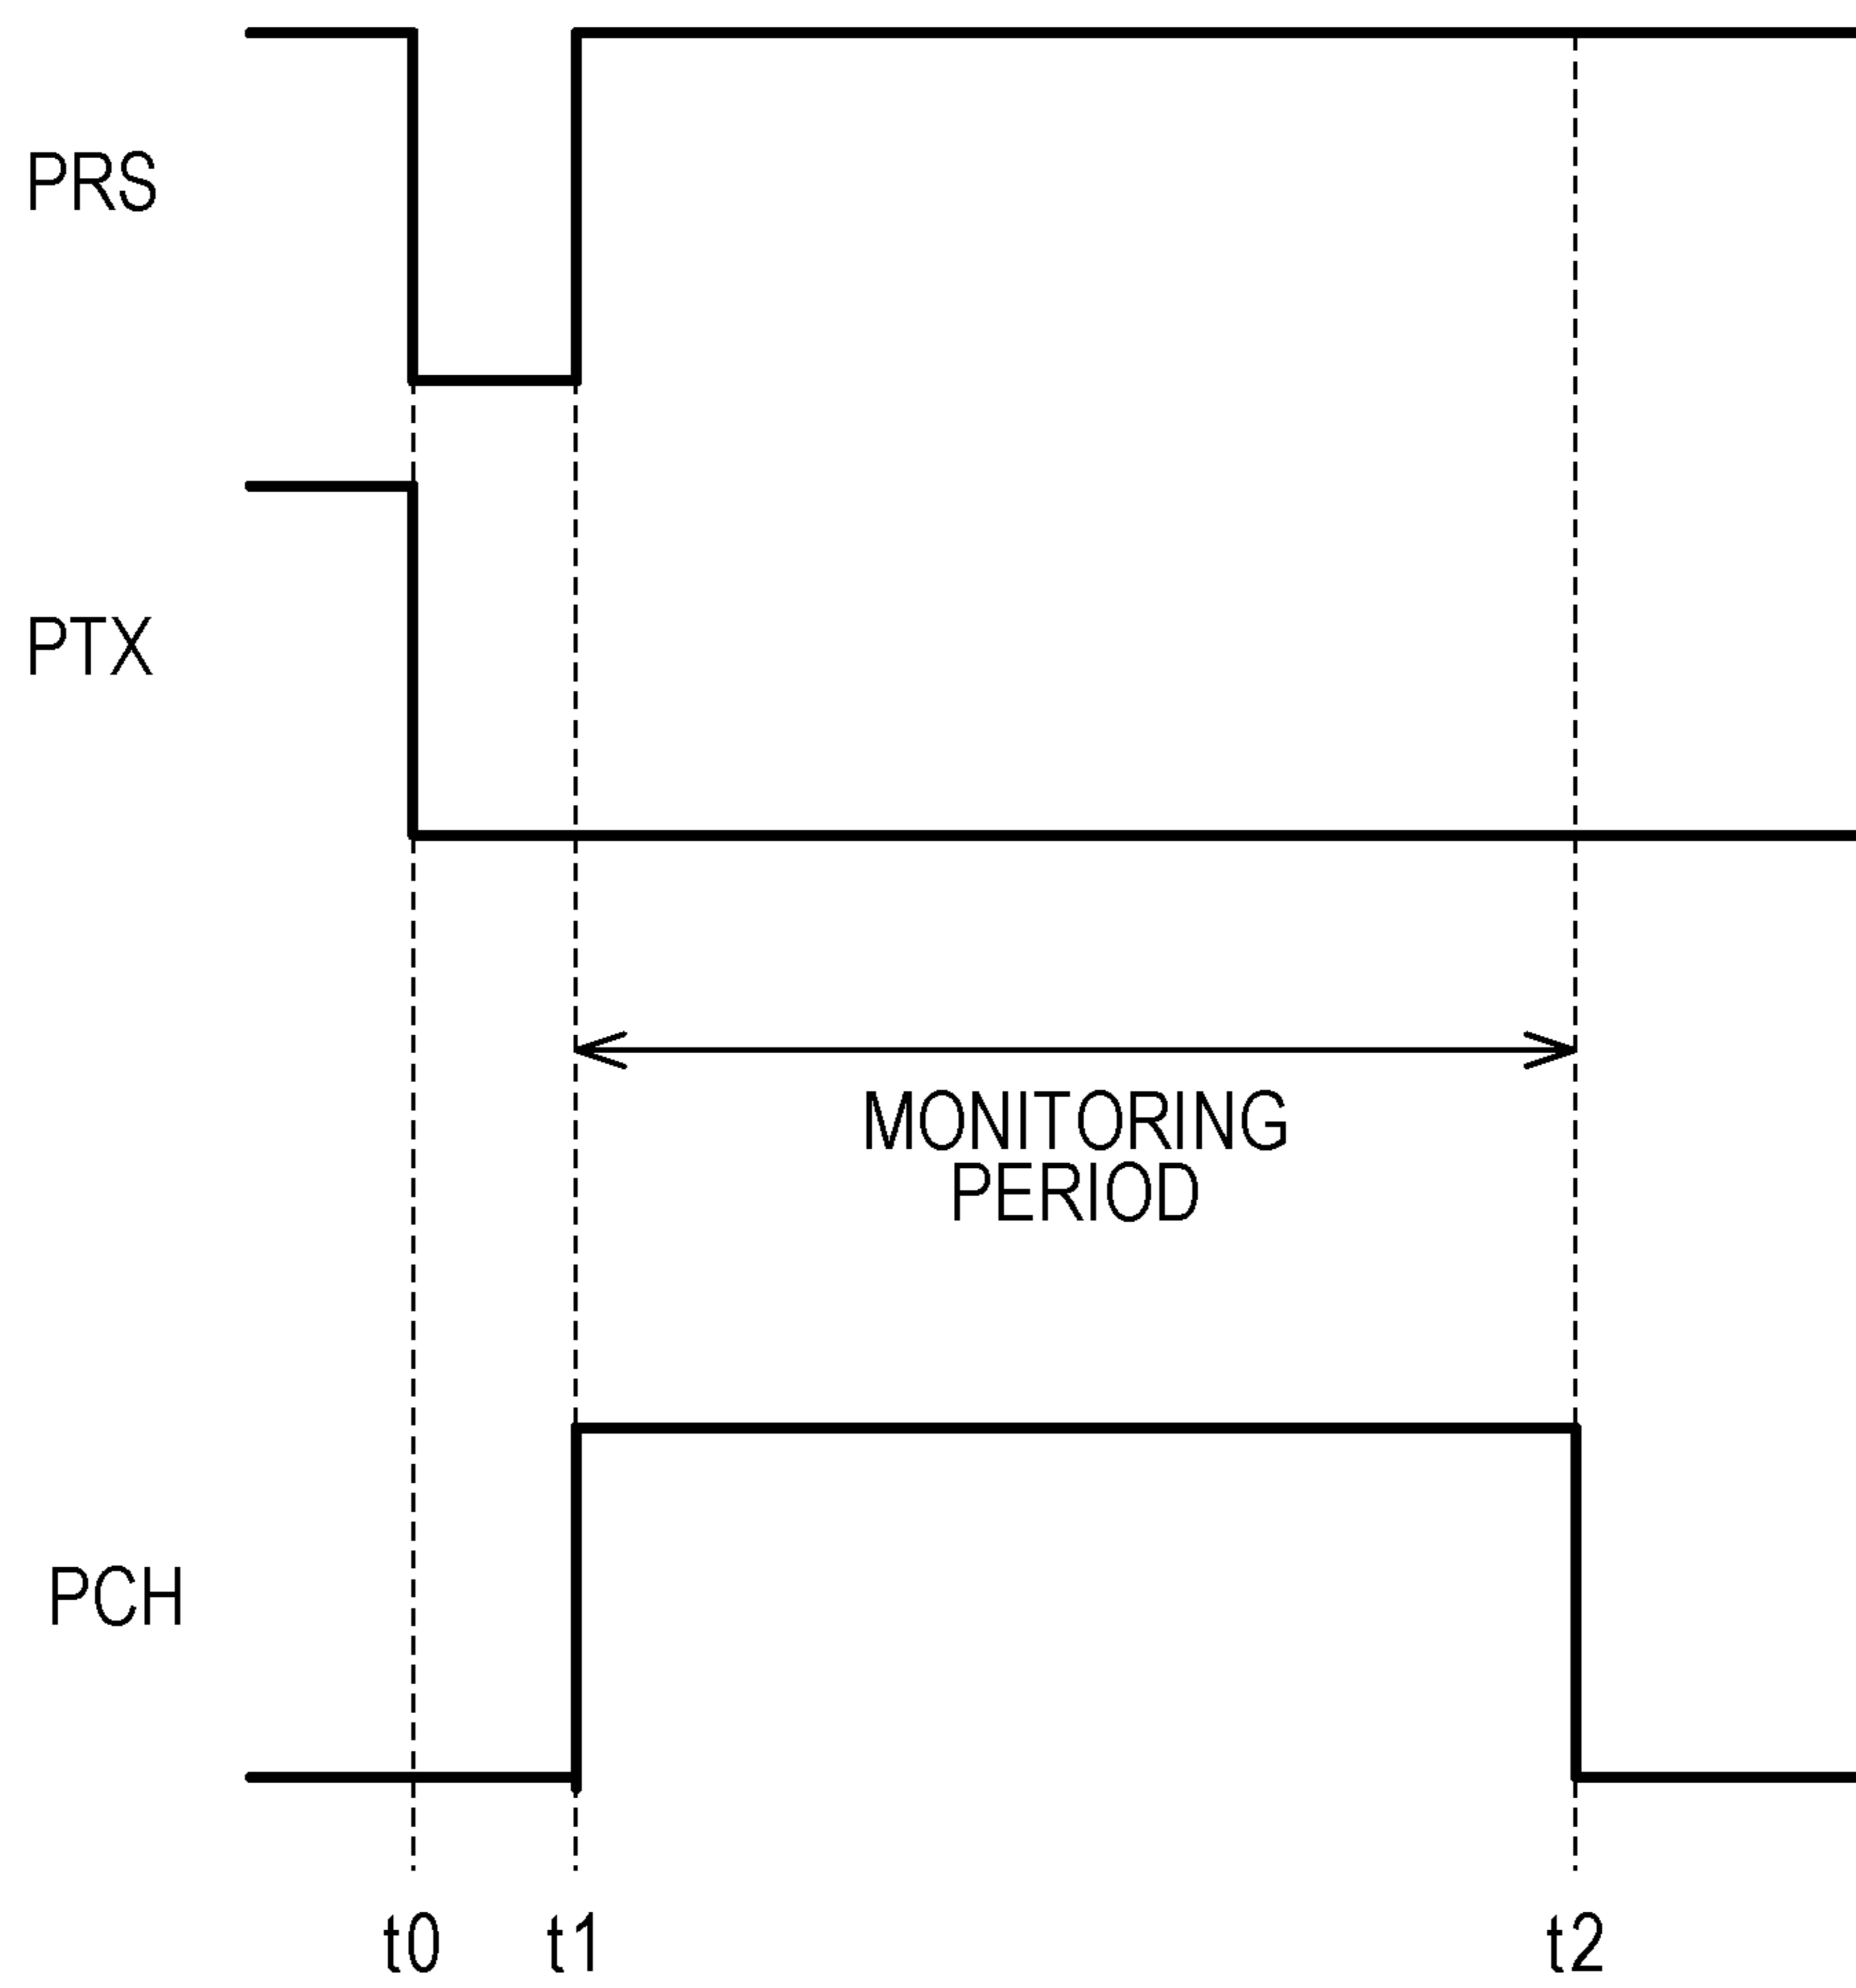 PRS
PTX
MONITORING
PERIOD
PCH
t0
t1
t2